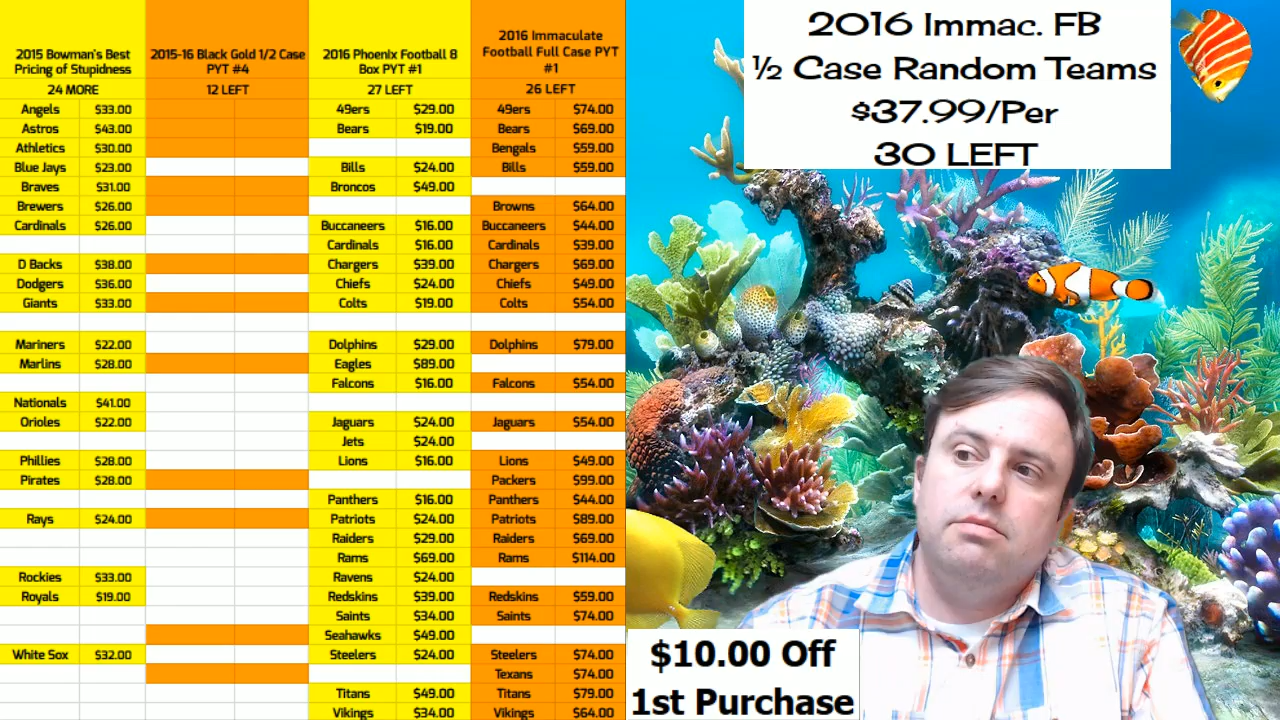 2015 Bowman's Best
Pricing of Stupidness
24 MORE
Angels $33.00
Astros $43.00
Athletics $30.00
Blue Jays $23.00
Braves $31.00
Brewers $26.00
Cardinals $26.00
D Backs $38.00
Dodgers $36.00
Giants $33.00
Mariners $22.00
Marlins $28.00
Nationals $41.00
Orioles $22.00
Phillies $28.00
Pirates $28.00
Rays $24.00
Rockies $33.00
Royals $19.00
White Sox $32.00
2015-16 Black Gold 1/2 Case
PYT #4
12 LEFT
2016 Phoenix Football 8
Box PYT #1
27 LEFT
49ers $29.00
Bears $19.00
Bills $24.00
Broncos $49.00
Buccaneers $16.00
Cardinals $16.00
Chargers $39.00
Chiefs $24.00
Colts $19.00
Dolphins $29.00
Eagles $89.00
Falcons $16.00
Jaguars $24.00
Jets $24.00
Lions $16.00
Panthers $16.00
Patriots $24.00
Raiders $29.00
Rams $69.00
Ravens $24.00
Redskins $39.00
Saints $34.00
Seahawks $49.00
Steelers $24.00
Titans $49.00
Vikings $34.00
2016 Immaculate
Football Full Case PYT
#1
26 LEFT
49ers $74.00
Bears $69.00
Bengals $59.00
Bills $59.00
Browns $64.00
Buccaneers $44.00
Cardinals $39.00
Chargers $69.00
Chiefs $49.00
Colts $54.00
Dolphins $79.00
Falcons $54.00
Jaguars $54.00
Lions $49.00
Packers $99.00
Panthers $44.00
Patriots $89.00
Raiders $69.00
Rams $114.00
Redskins $59.00
Saints $74.00
Steelers $74.00
Texans $74.00
Titans $79.00
Vikings $64.00
2016 Immac. FB
½ Case Random Teams
$37.99/Per
30 LEFT
$10.00 Off
1st Purchase